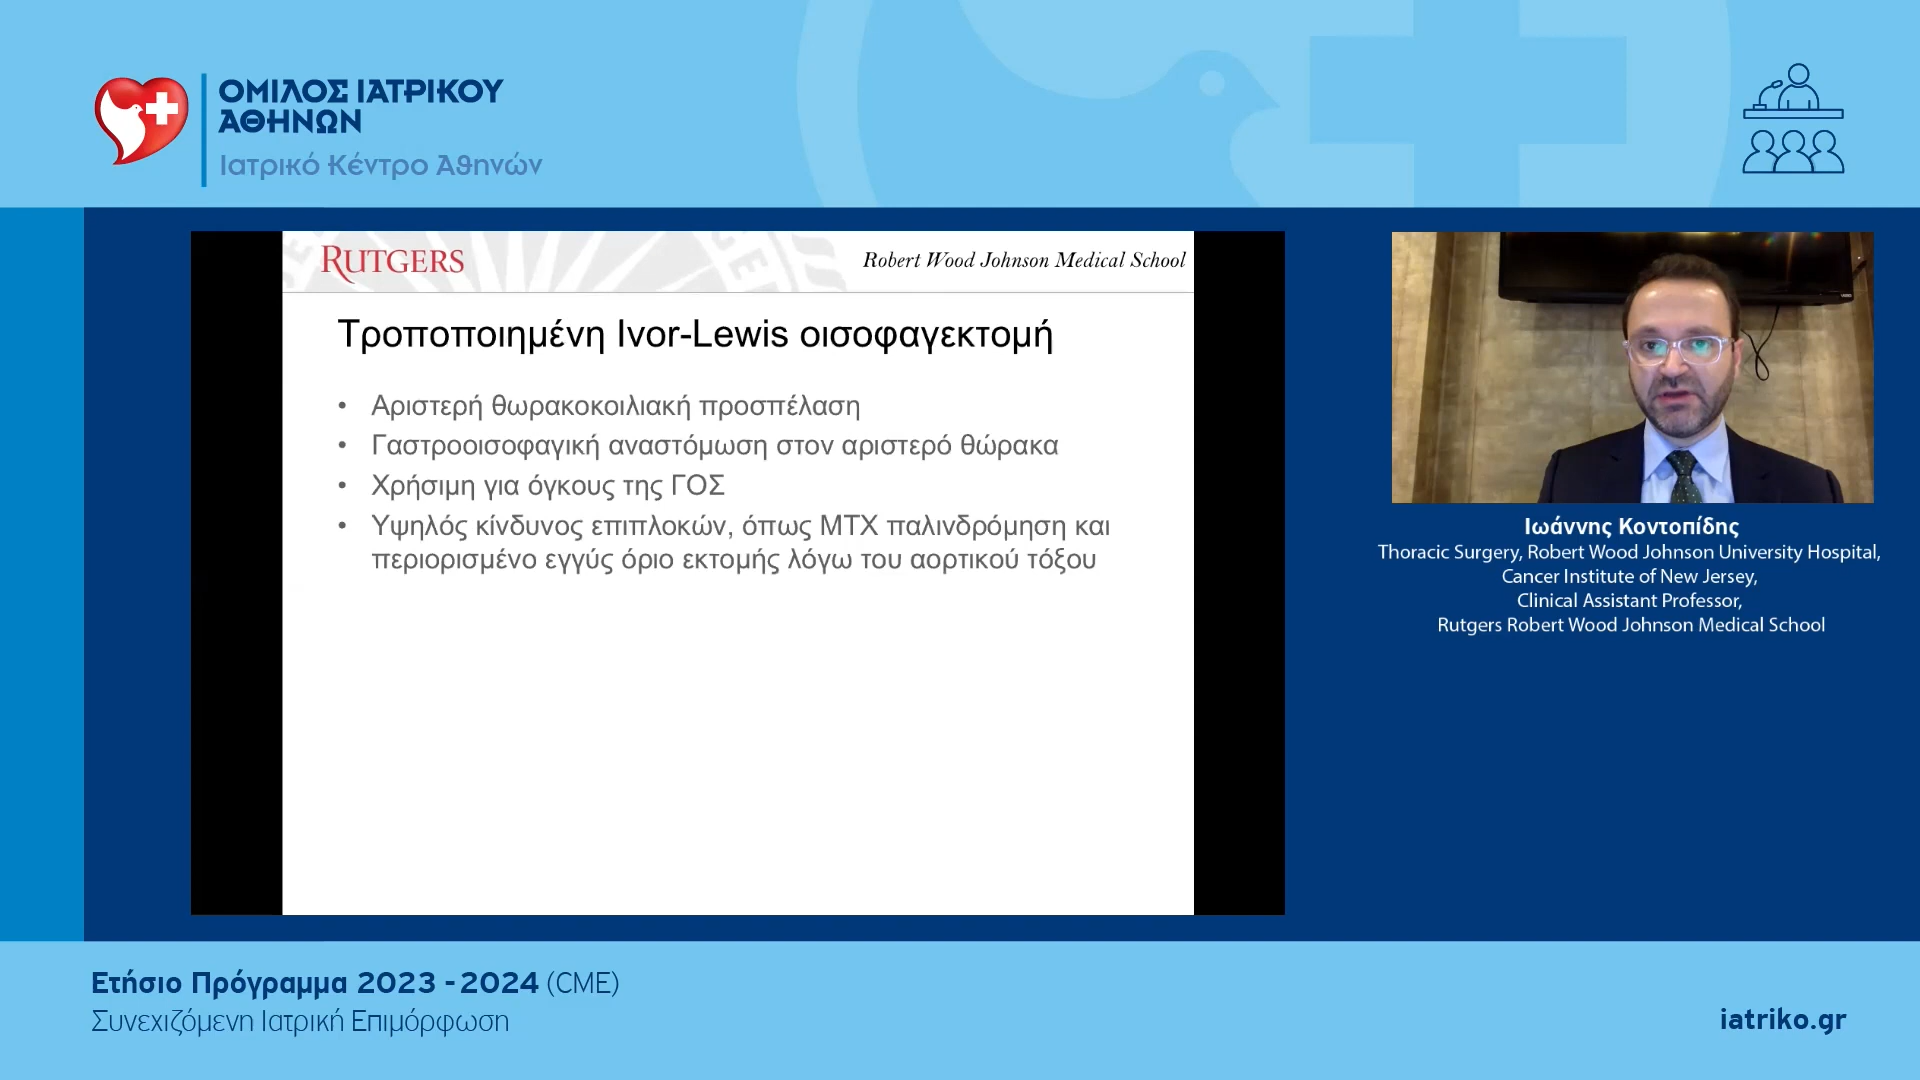 ΟΜΙΛΟΣ ΙΑΤΡΙΚΟΥ
ΑΘΗΝΩΝ
Ιατρικό Κέντρο Αθηνών
RUTGERS
Robert Wood Johnson Medical School
Τροποποιημένη Ivor-Lewis οισοφαγεκτομή
• Αριστερή θωρακοκοιλιακή προσπέλαση
• Γαστροοισοφαγική αναστόμωση στον αριστερό θώρακα
• Χρήσιμη για όγκους της ΓΟΣ
• Υψηλός κίνδυνος επιπλοκών, όπως ΜΤΧ παλινδρόμηση και
περιορισμένο εγγύς όριο εκτομής λόγω του αορτικού τόξου
Ιωάννης Κοντοπίδης
Thoracic Surgery, Robert Wood Johnson University Hospital,
Cancer Institute of New Jersey,
Clinical Assistant Professor,
Rutgers Robert Wood Johnson Medical School
Ετήσιο Πρόγραμμα 2023 - 2024 (CME)
Συνεχιζόμενη Ιατρική Επιμόρφωση
iatriko.gr